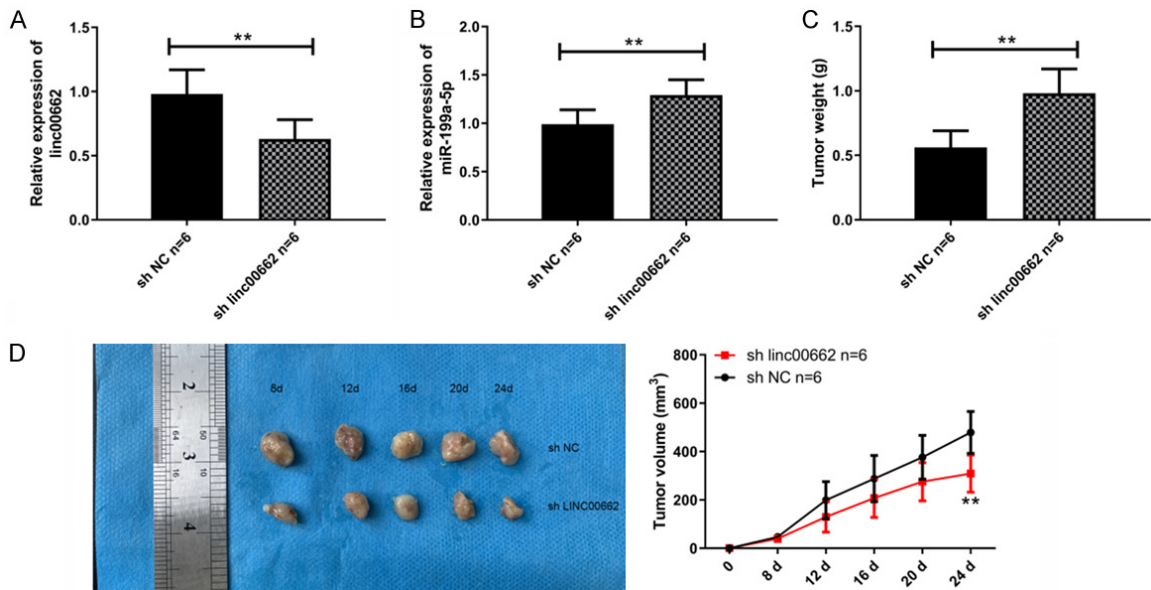 A
Relative expression of
linc00662
1.5
1.0
0.5
0.0
**
sh NC n=6
sh linc00662 n=6
B
Relative expression of
miR-199a-5p
2.0
1.5
1.0
0.5
0.0
**
sh NC n=6
sh linc00662 n=6
C
Tumor weight (g)
1.5
1.0
0.5
0.0
**
sh NC n=6
sh linc00662 n=6
D
2
3
4
64
50
16
10
8d 12d 16d 20d 24d
sh NC
sh LINC00662
Tumor volume (mm³)
800
600
400
200
0
sh linc00662 n=6
sh NC n=6
**
0 8 d 12 d 16 d 20 d 24 d